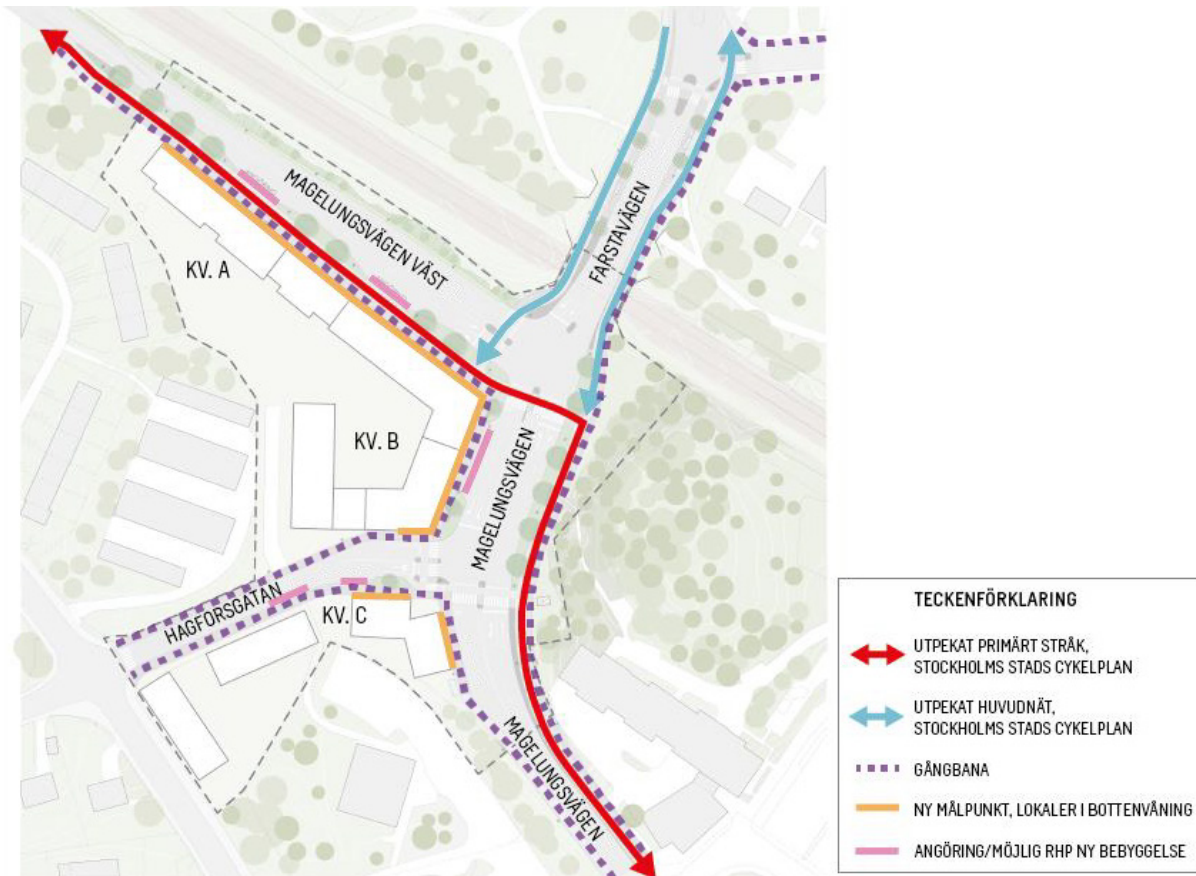 MAGELUNGSVÄGEN VÄST
FARSTAVÄGEN
KV. A
KV. B
MAGELUNGSVÄGEN
HAGFORSGATAN
KV. C
MAGELUNGSVÄGEN
TECKENFÖRKLARING
UTPEKAT PRIMÄRT STRÅK,
STOCKHOLMS STADS CYKELPLAN
UTPEKAT HUVUDNÄT,
STOCKHOLMS STADS CYKELPLAN
GÅNGBANA
NY MÅLPUNKT, LOKALER I BOTTENVÅNING
ANGÖRING/MÖJLIG RHP NY BEBYGGELSE